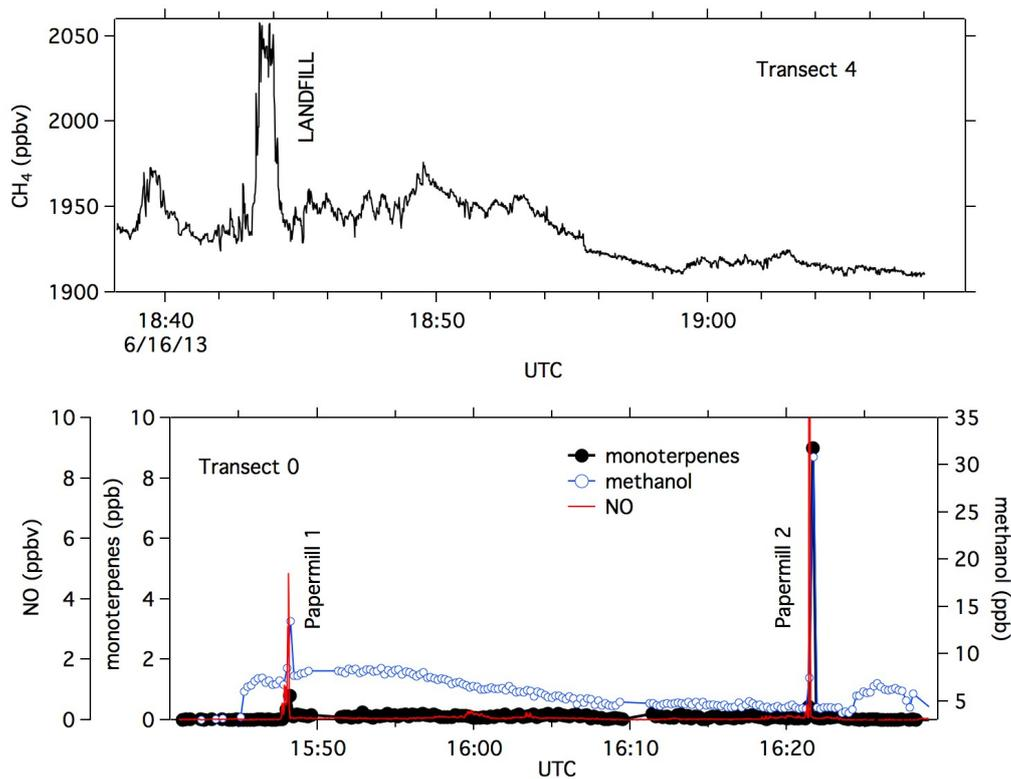 2050
2000
1950
1900
CH4 (ppbv)
LANDFILL
Transect 4
18:40
18:50
19:00
6/16/13
UTC
10
8
6
4
2
0
NO (ppbv)
10
8
6
4
2
0
monoterpenes (ppb)
Transect 0
Papermill 1
monoterpenes
methanol
NO
Papermill 2
35
30
25
20
15
10
5
methanol (ppb)
15:50
16:00
16:10
16:20
UTC